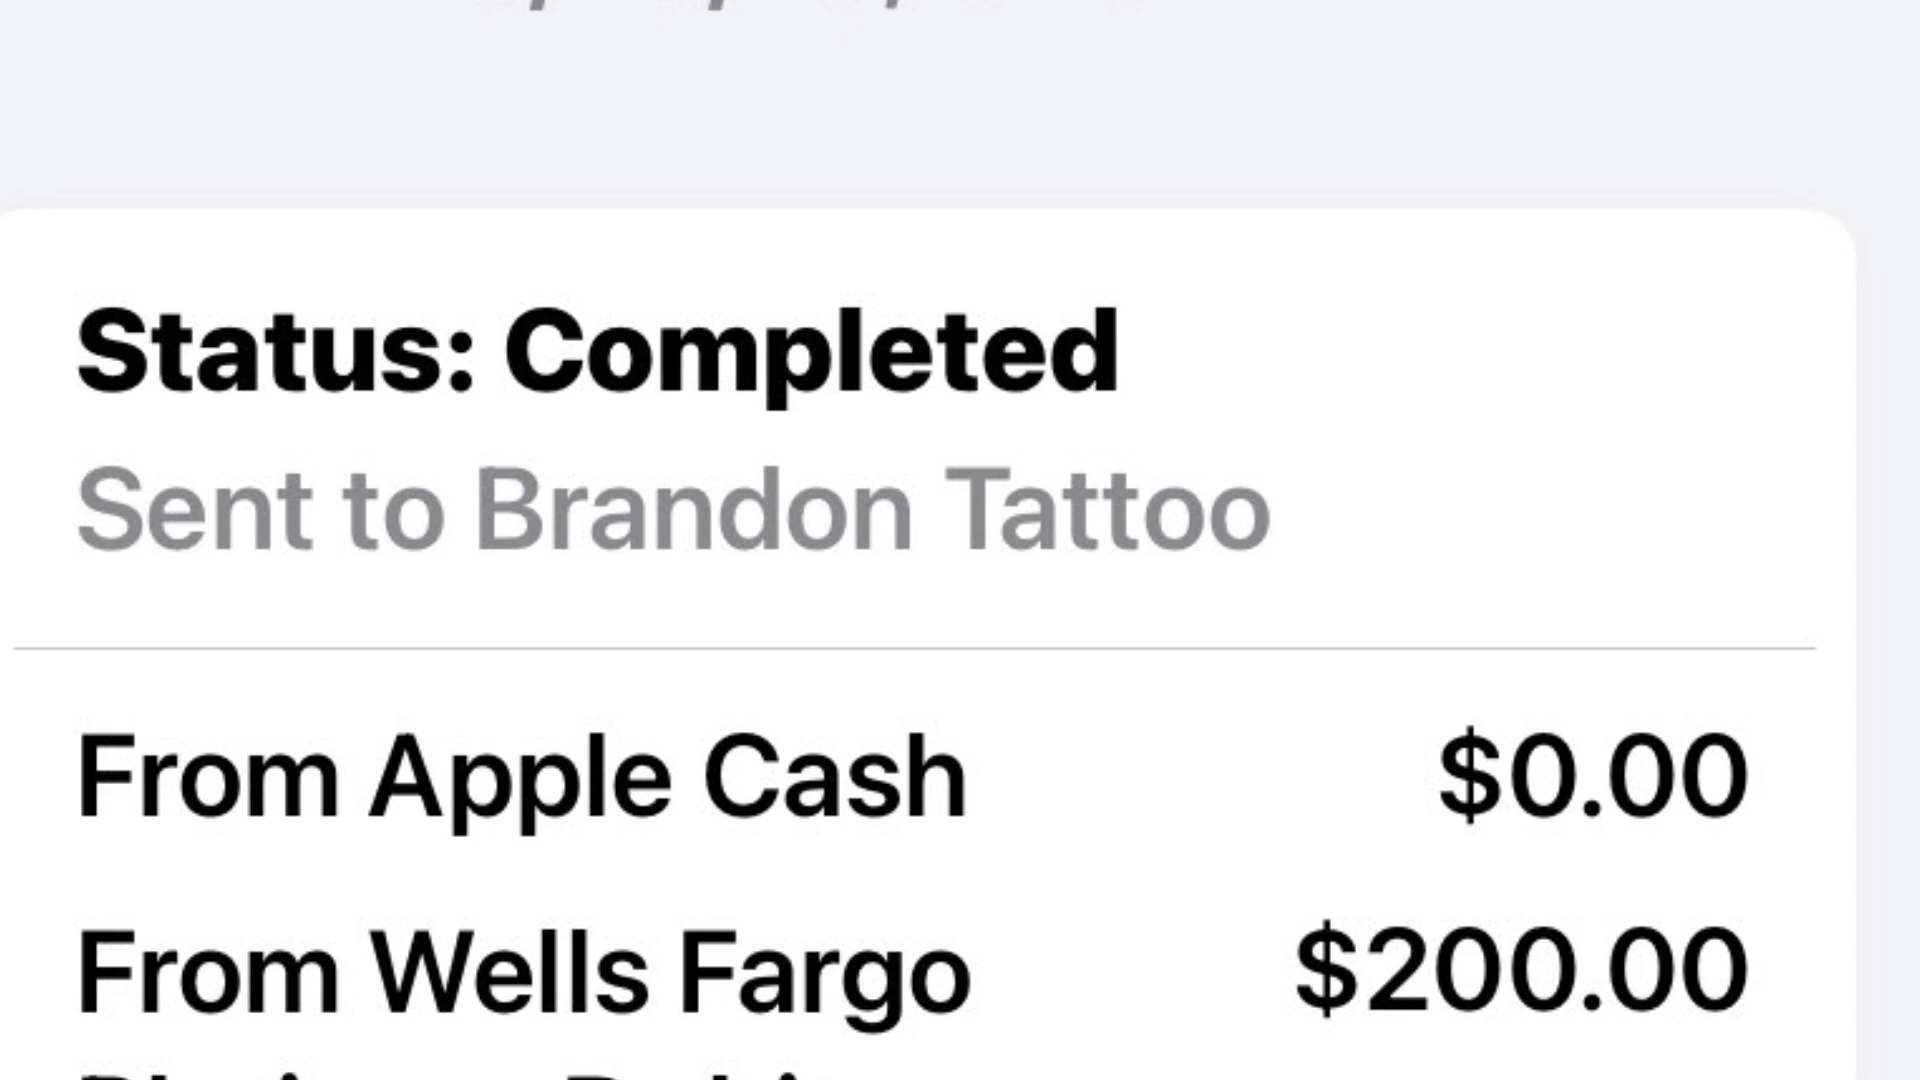 Status: Completed
Sent to Brandon Tattoo
From Apple Cash $0.00
From Wells Fargo $200.00